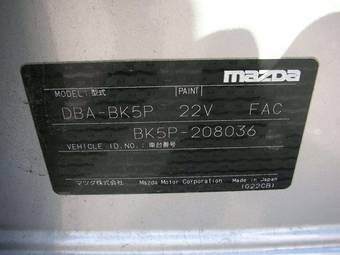 mazda
MODEL:型式 PAINT
DBA-BK5P 22V FAC
BK5P-208036
VEHICLE ID.NO.:車台番号
マツダ株式会社 Mazda Motor Corporation Made in Japan
(G22CB)